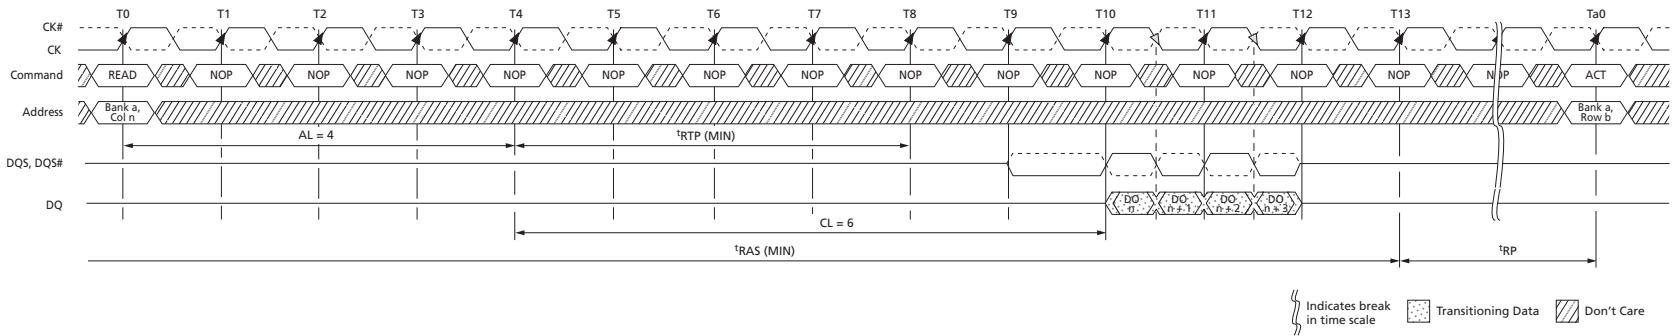 T0 T1 T2 T3 T4 T5 T6 T7 T8 T9 T10 T11 T12 T13 Ta0
CK#
CK
Command READ NOP NOP NOP NOP NOP NOP NOP NOP NOP NOP NOP NOP NOP NOP ACT
Address Bank a, Col n Bank a, Row b
AL = 4 tRTP (MIN)
DQS, DQS#
DQ DO n DO n + 1 DO n + 2 DO n + 3
CL = 6
tRAS (MIN) tRP
Indicates break in time scale Transitioning Data Don't Care